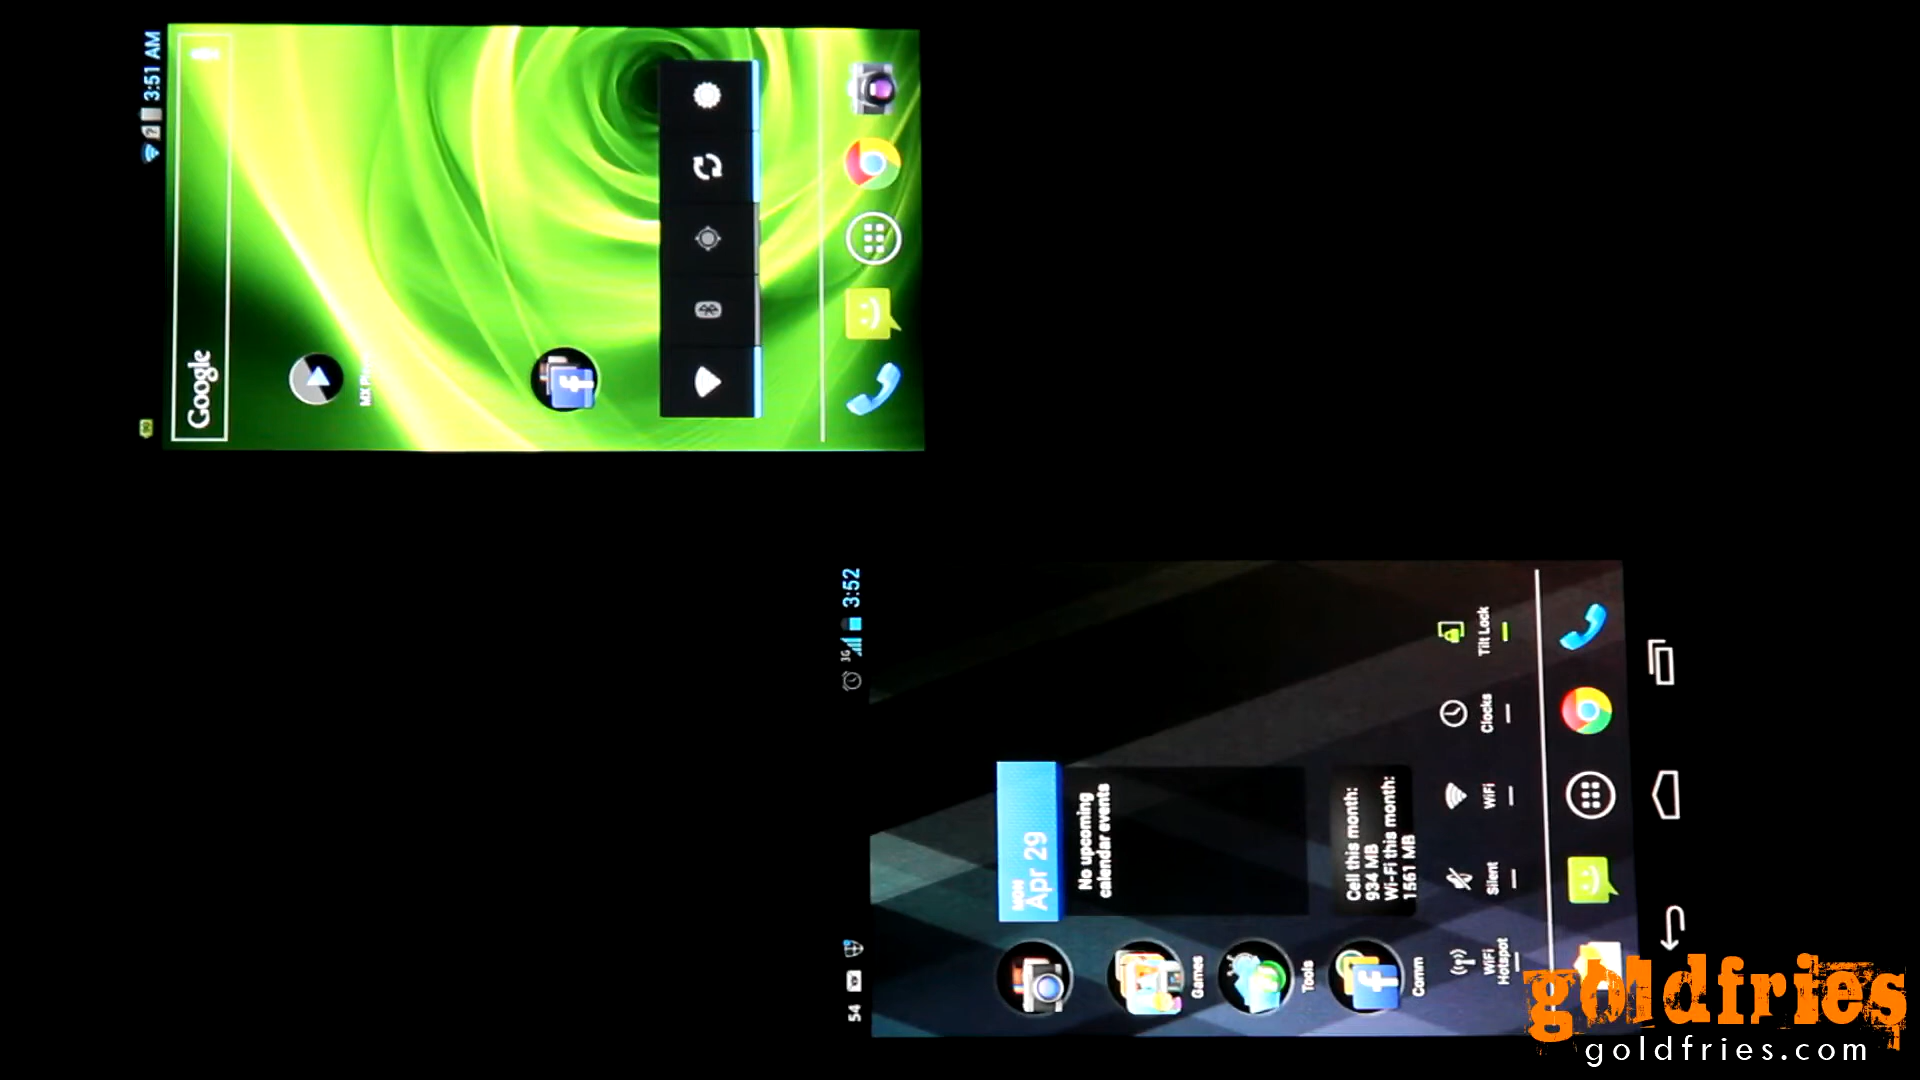 3:51 AM
90
Google
3:52
3G
54
MON
Apr 29
No upcoming
calendar events
Cell this month:
934 MB
Wi-Fi this month:
1561 MB
Games
Tools
Comm
WiFi
Hotspot
Silent
WiFi
Clocks
Tilt Lock
goldfries
goldfries.com